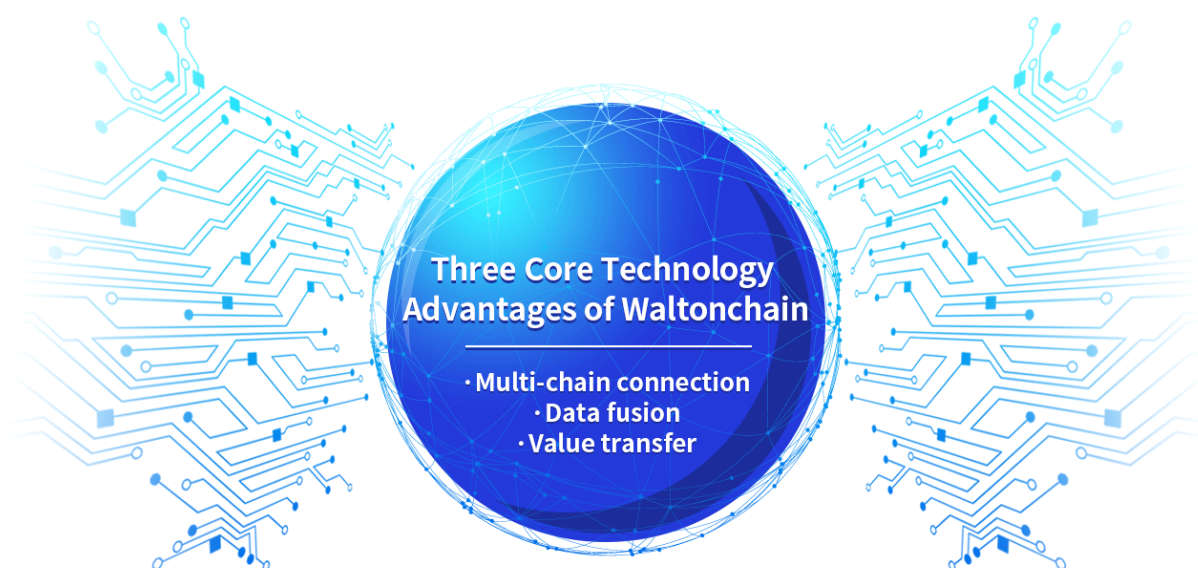 Three Core Technology
Advantages of Waltonchain
·Multi-chain connection
·Data fusion
·Value transfer